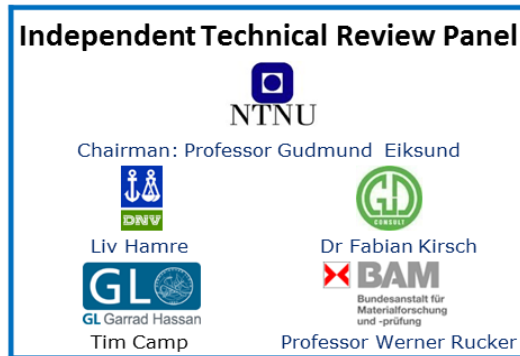 Independent Technical Review Panel
NTNU
Chairman: Professor Gudmund Eiksund
DNV
Liv Hamre
GD
CONSULT
Dr Fabian Kirsch
GL
GL Garrad Hassan
Tim Camp
BAM
Bundesanstalt für
Materialforschung
und -prüfung
Professor Werner Rucker